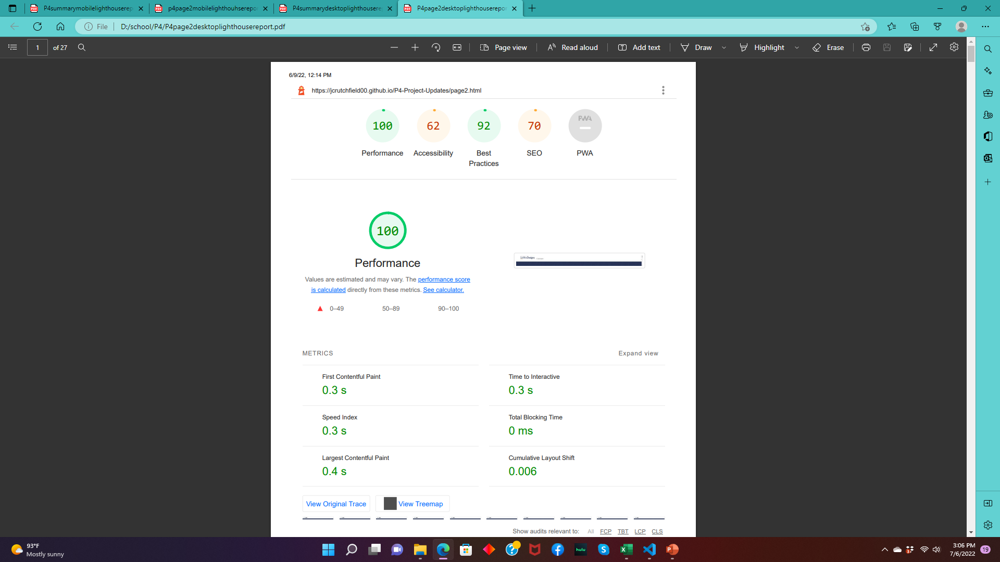 P4summarymobilelighthouserep
p4page2mobilelighthouhserepor
P4summarydesktoplighthousere
P4page2desktoplighthouserepor
File
D:/school/P4/P4page2desktoplighthousereport.pdf
1 of 27
Page view
Read aloud
Add text
Draw
Highlight
Erase
6/9/22, 12:14 PM
https://jcrutchfield00.github.io/P4-Project-Updates/page2.html
100
62
92
70
PWA
Performance
Accessibility
Best
Practices
SEO
PWA
100
Performance
Values are estimated and may vary. The performance score
is calculated directly from these metrics. See calculator.
0–49
50–89
90–100
METRICS
Expand view
First Contentful Paint
0.3 s
Time to Interactive
0.3 s
Speed Index
0.3 s
Total Blocking Time
0 ms
Largest Contentful Paint
0.4 s
Cumulative Layout Shift
0.006
View Original Trace
View Treemap
Show audits relevant to: All FCP TBT LCP CLS
93°F
Mostly sunny
hulu
3:06 PM
7/6/2022
19